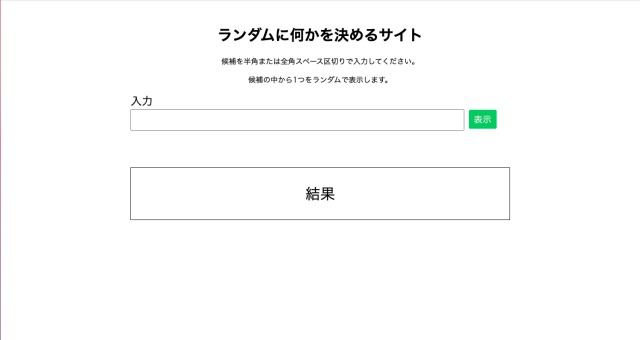 ランダムに何かを決めるサイト
候補を半角または全角スペース区切りで入力してください。
候補の中から1つをランダムで表示します。
入力
表示
結果